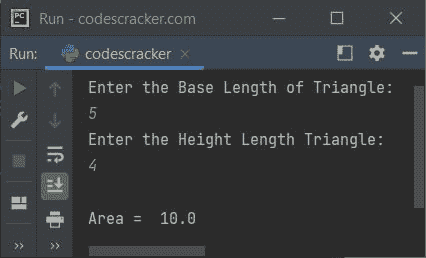 PC
Run - codescracker.com
Run: codescracker
Enter the Base Length of Triangle:
5
Enter the Height Length Triangle:
4
Area =  10.0